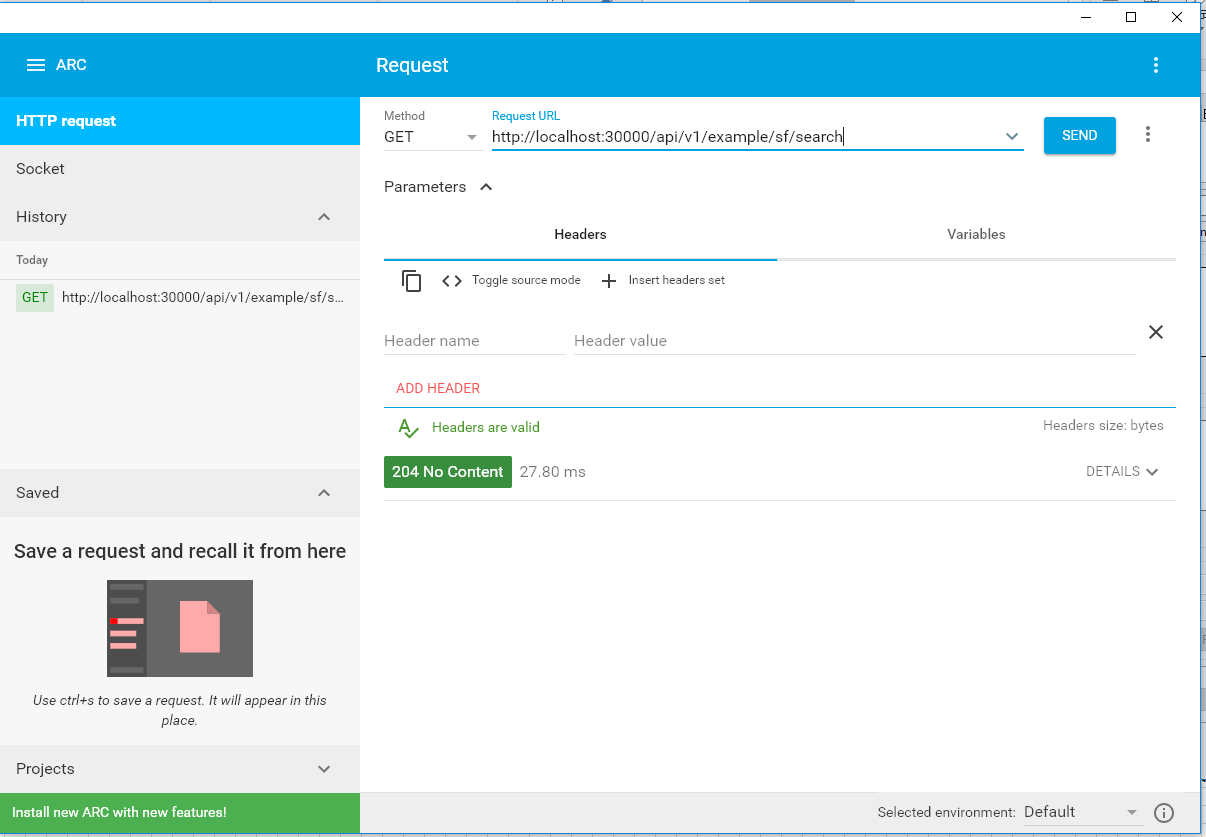 ARC
Request
HTTP request
Socket
History
Today
GET http://localhost:30000/api/v1/example/sf/s...
Saved
Save a request and recall it from here
Use ctrl+s to save a request. It will appear in this
place.
Projects
Install new ARC with new features!
Method
GET
Request URL
http://localhost:30000/api/v1/example/sf/search
SEND
Parameters
Headers
Variables
Toggle source mode
Insert headers set
Header name
Header value
ADD HEADER
Headers are valid
Headers size: bytes
204 No Content
27.80 ms
DETAILS
Selected environment: Default